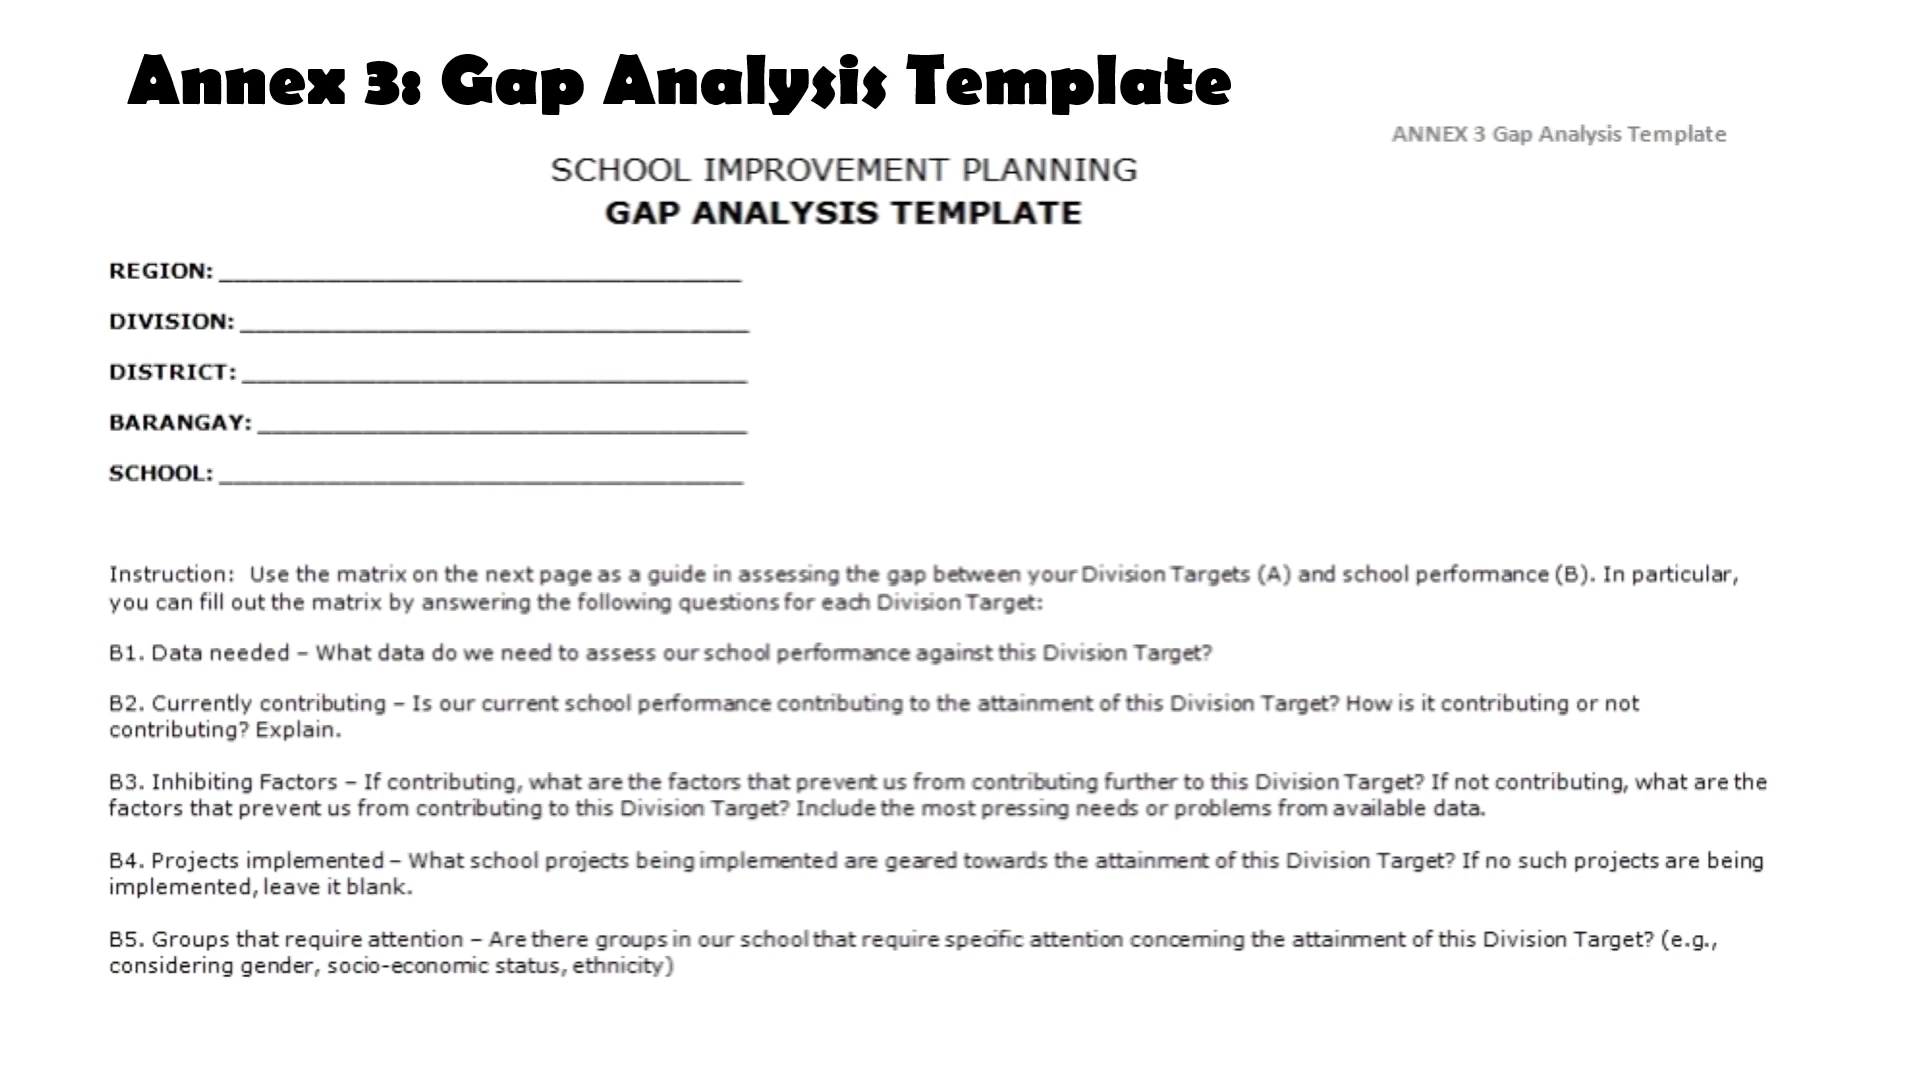 Annex 3: Gap Analysis Template
ANNEX 3 Gap Analysis Template
SCHOOL IMPROVEMENT PLANNING
GAP ANALYSIS TEMPLATE
REGION: ___________________________________
DIVISION: __________________________________
DISTRICT: __________________________________
BARANGAY: _________________________________
SCHOOL: ___________________________________
Instruction: Use the matrix on the next page as a guide in assessing the gap between your Division Targets (A) and school performance (B). In particular,
you can fill out the matrix by answering the following questions for each Division Target:
B1. Data needed – What data do we need to assess our school performance against this Division Target?
B2. Currently contributing – Is our current school performance contributing to the attainment of this Division Target? How is it contributing or not
contributing? Explain.
B3. Inhibiting Factors – If contributing, what are the factors that prevent us from contributing further to this Division Target? If not contributing, what are the
factors that prevent us from contributing to this Division Target? Include the most pressing needs or problems from available data.
B4. Projects implemented – What school projects being implemented are geared towards the attainment of this Division Target? If no such projects are being
implemented, leave it blank.
B5. Groups that require attention – Are there groups in our school that require specific attention concerning the attainment of this Division Target? (e.g.,
considering gender, socio-economic status, ethnicity)